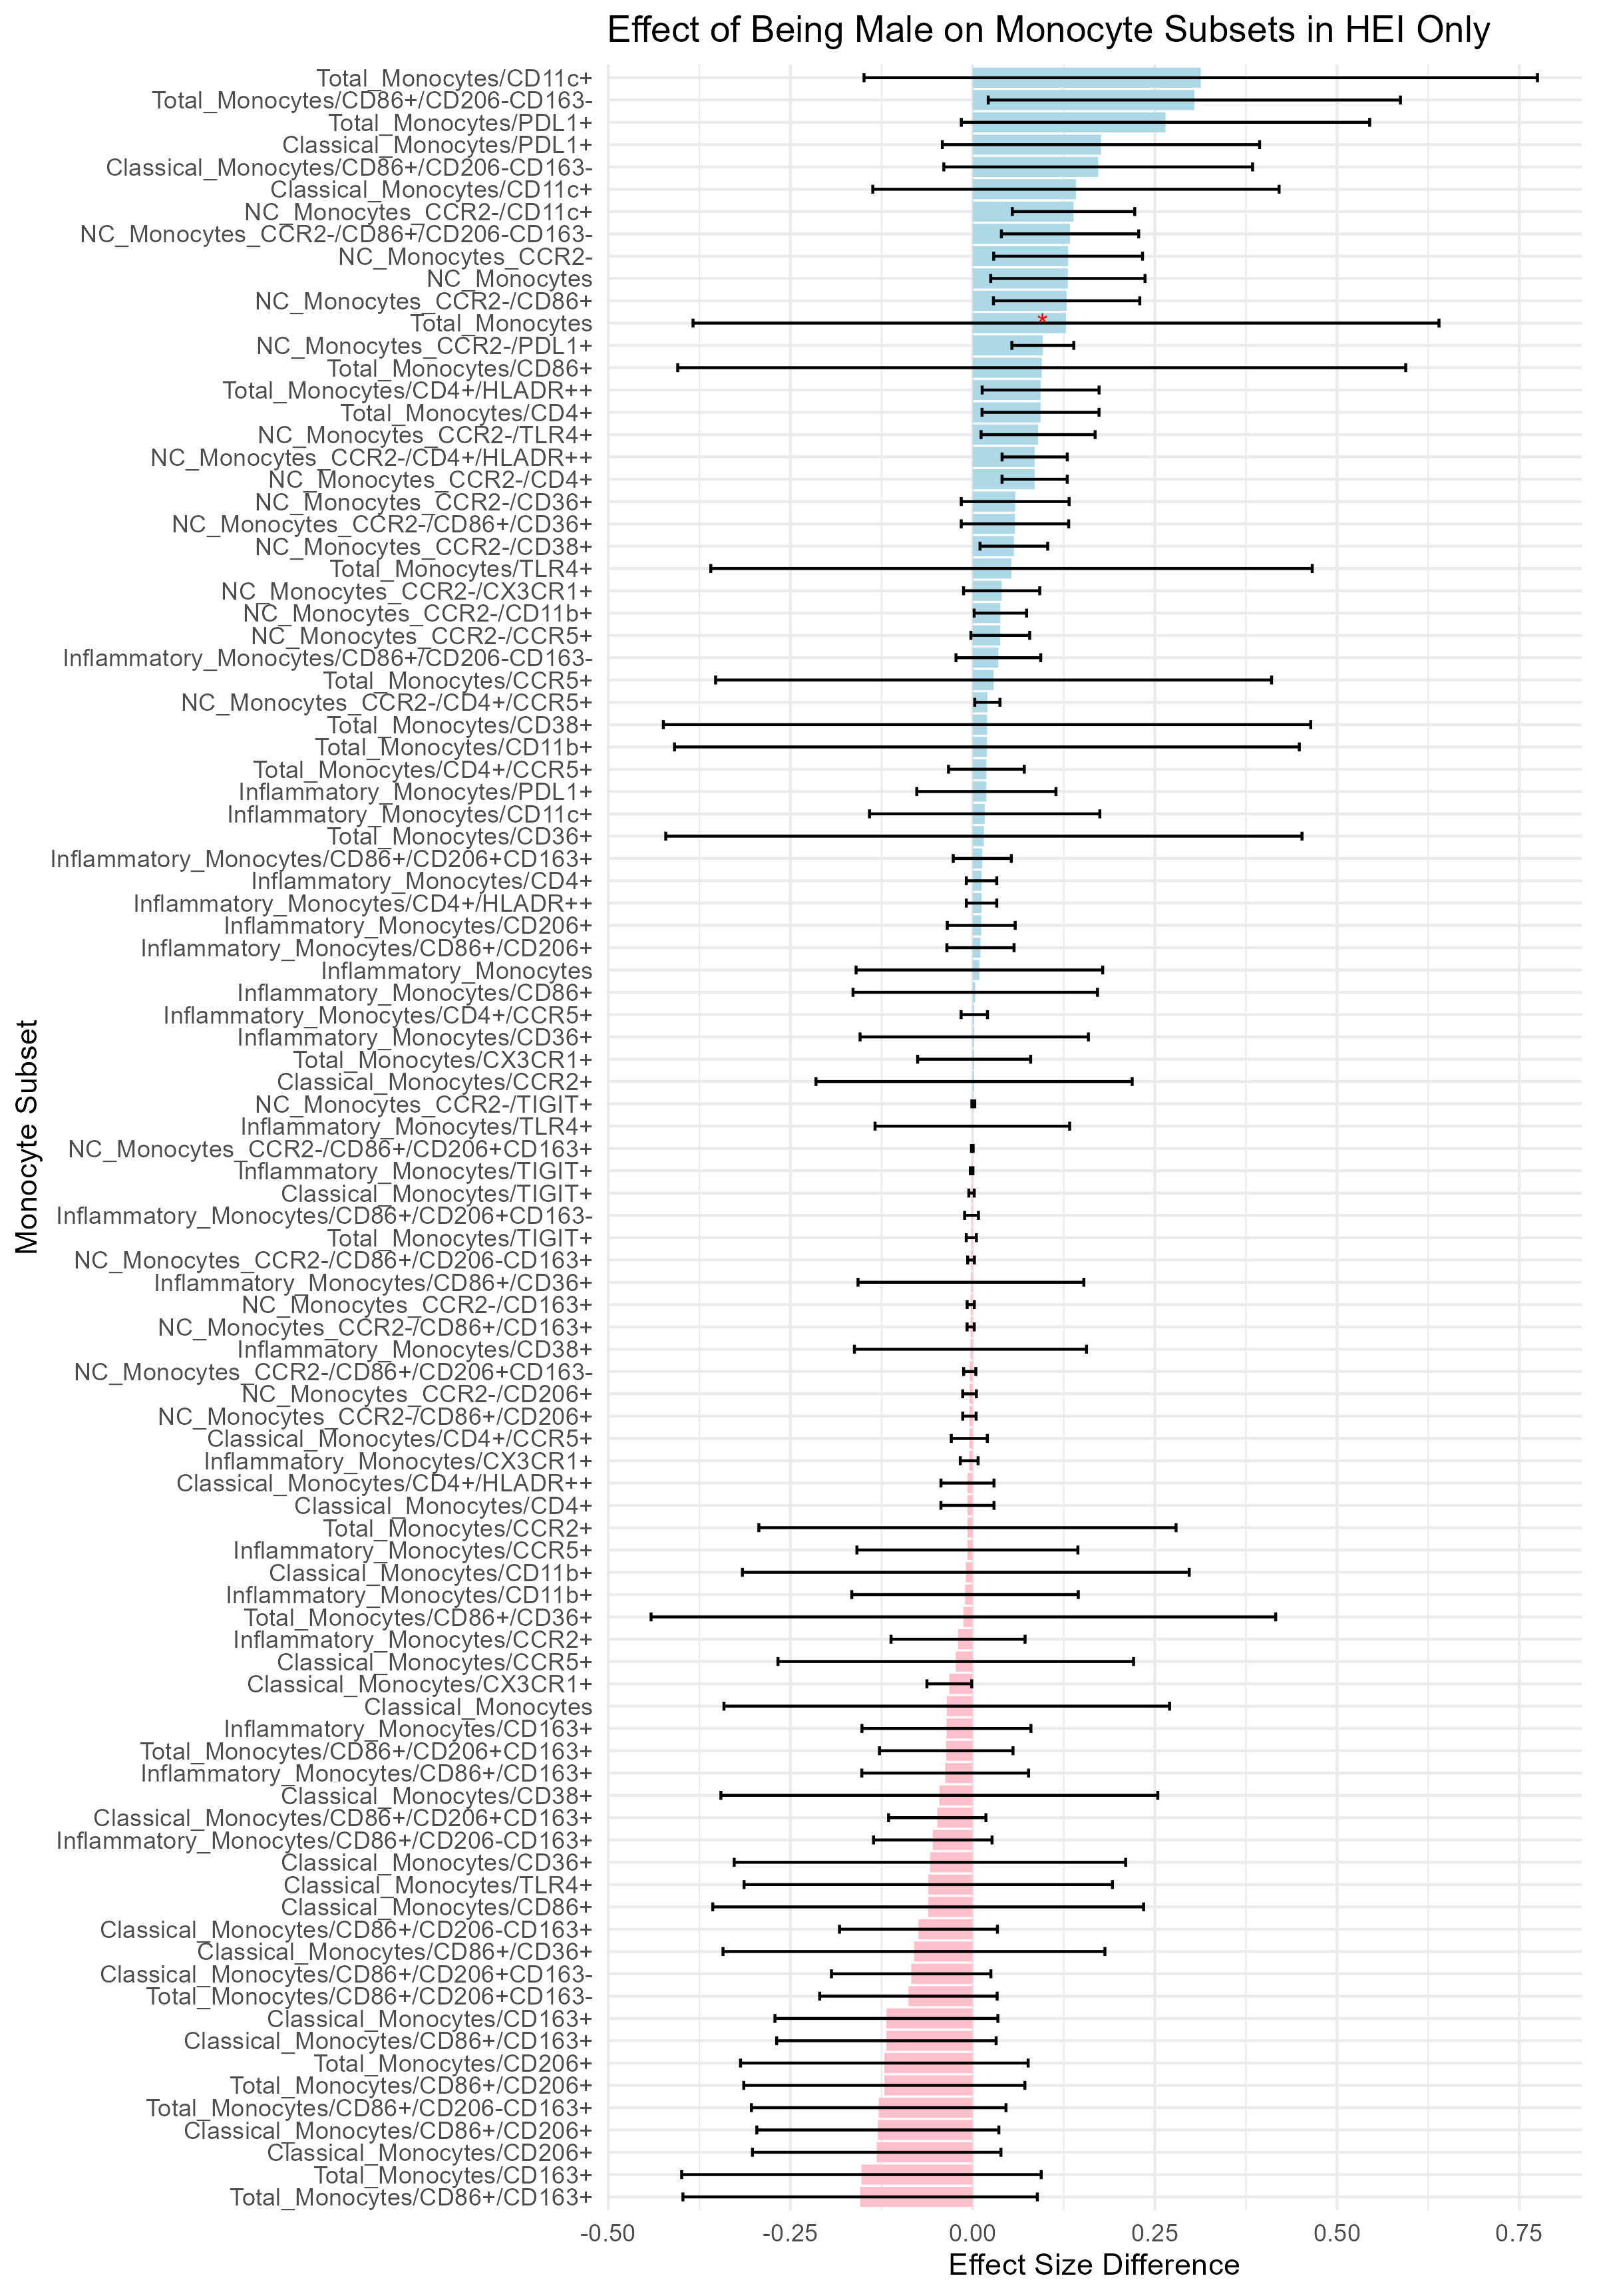 Effect of Being Male on Monocyte Subsets in HEI Only
Total_Monocytes/CD11c+
Total_Monocytes/CD86+/CD206-CD163-
Total_Monocytes/PDL1+
Classical_Monocytes/PDL1+
Classical_Monocytes/CD86+/CD206-CD163-
Classical_Monocytes/CD11c+
NC_Monocytes_CCR2-/CD11c+
NC_Monocytes_CCR2-/CD86+/CD206-CD163-
NC_Monocytes_CCR2-
NC_Monocytes
NC_Monocytes_CCR2-/CD86+
Total_Monocytes
*
NC_Monocytes_CCR2-/PDL1+
Total_Monocytes/CD86+
Total_Monocytes/CD4+/HLADR++
Total_Monocytes/CD4+
NC_Monocytes_CCR2-/TLR4+
NC_Monocytes_CCR2-/CD4+/HLADR++
NC_Monocytes_CCR2-/CD4+
NC_Monocytes_CCR2-/CD36+
NC_Monocytes_CCR2-/CD86+/CD36+
NC_Monocytes_CCR2-/CD38+
Total_Monocytes/TLR4+
NC_Monocytes_CCR2-/CX3CR1+
NC_Monocytes_CCR2-/CD11b+
NC_Monocytes_CCR2-/CCR5+
Inflammatory_Monocytes/CD86+/CD206-CD163-
Total_Monocytes/CCR5+
NC_Monocytes_CCR2-/CD4+/CCR5+
Total_Monocytes/CD38+
Total_Monocytes/CD11b+
Total_Monocytes/CD4+/CCR5+
Inflammatory_Monocytes/PDL1+
Inflammatory_Monocytes/CD11c+
Total_Monocytes/CD36+
Inflammatory_Monocytes/CD86+/CD206+CD163+
Inflammatory_Monocytes/CD4+
Inflammatory_Monocytes/CD4+/HLADR++
Inflammatory_Monocytes/CD206+
Inflammatory_Monocytes/CD86+/CD206+
Inflammatory_Monocytes
Inflammatory_Monocytes/CD86+
Inflammatory_Monocytes/CD4+/CCR5+
Inflammatory_Monocytes/CD36+
Total_Monocytes/CX3CR1+
Classical_Monocytes/CCR2+
NC_Monocytes_CCR2-/TIGIT+
Inflammatory_Monocytes/TLR4+
NC_Monocytes_CCR2-/CD86+/CD206+CD163+
Inflammatory_Monocytes/TIGIT+
Classical_Monocytes/TIGIT+
Inflammatory_Monocytes/CD86+/CD206+CD163-
Total_Monocytes/TIGIT+
NC_Monocytes_CCR2-/CD86+/CD206-CD163+
Inflammatory_Monocytes/CD86+/CD36+
NC_Monocytes_CCR2-/CD163+
NC_Monocytes_CCR2-/CD86+/CD163+
Inflammatory_Monocytes/CD38+
NC_Monocytes_CCR2-/CD86+/CD206+CD163-
NC_Monocytes_CCR2-/CD206+
NC_Monocytes_CCR2-/CD86+/CD206+
Classical_Monocytes/CD4+/CCR5+
Inflammatory_Monocytes/CX3CR1+
Classical_Monocytes/CD4+/HLADR++
Classical_Monocytes/CD4+
Total_Monocytes/CCR2+
Inflammatory_Monocytes/CCR5+
Classical_Monocytes/CD11b+
Inflammatory_Monocytes/CD11b+
Total_Monocytes/CD86+/CD36+
Inflammatory_Monocytes/CCR2+
Classical_Monocytes/CCR5+
Classical_Monocytes/CX3CR1+
Classical_Monocytes
Inflammatory_Monocytes/CD163+
Total_Monocytes/CD86+/CD206+CD163+
Inflammatory_Monocytes/CD86+/CD163+
Classical_Monocytes/CD38+
Classical_Monocytes/CD86+/CD206+CD163+
Inflammatory_Monocytes/CD86+/CD206-CD163+
Classical_Monocytes/CD36+
Classical_Monocytes/TLR4+
Classical_Monocytes/CD86+
Classical_Monocytes/CD86+/CD206-CD163+
Classical_Monocytes/CD86+/CD36+
Classical_Monocytes/CD86+/CD206+CD163-
Total_Monocytes/CD86+/CD206+CD163-
Classical_Monocytes/CD163+
Classical_Monocytes/CD86+/CD163+
Total_Monocytes/CD206+
Total_Monocytes/CD86+/CD206+
Total_Monocytes/CD86+/CD206-CD163+
Classical_Monocytes/CD86+/CD206+
Classical_Monocytes/CD206+
Total_Monocytes/CD163+
Total_Monocytes/CD86+/CD163+
Monocyte Subset
-0.50 -0.25 0.00 0.25 0.50 0.75
Effect Size Difference